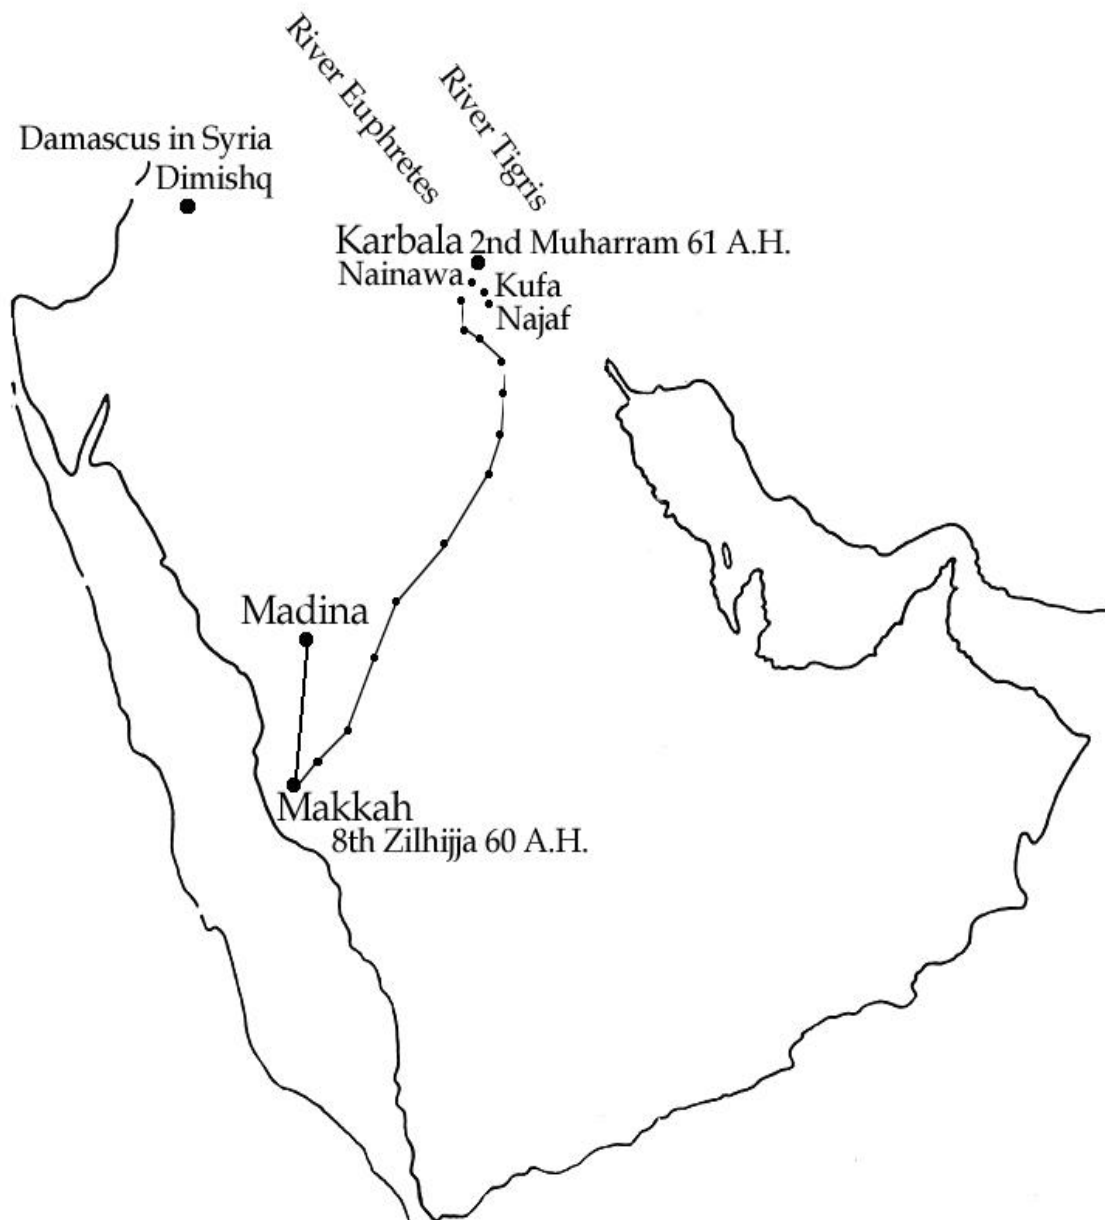 River Euphretes
River Tigris
Damascus in Syria
Dimishq
Karbala 2nd Muharram 61 A.H.
Nainawa
Kufa
Najaf
Madina
Makkah
8th Zilhijja 60 A.H.